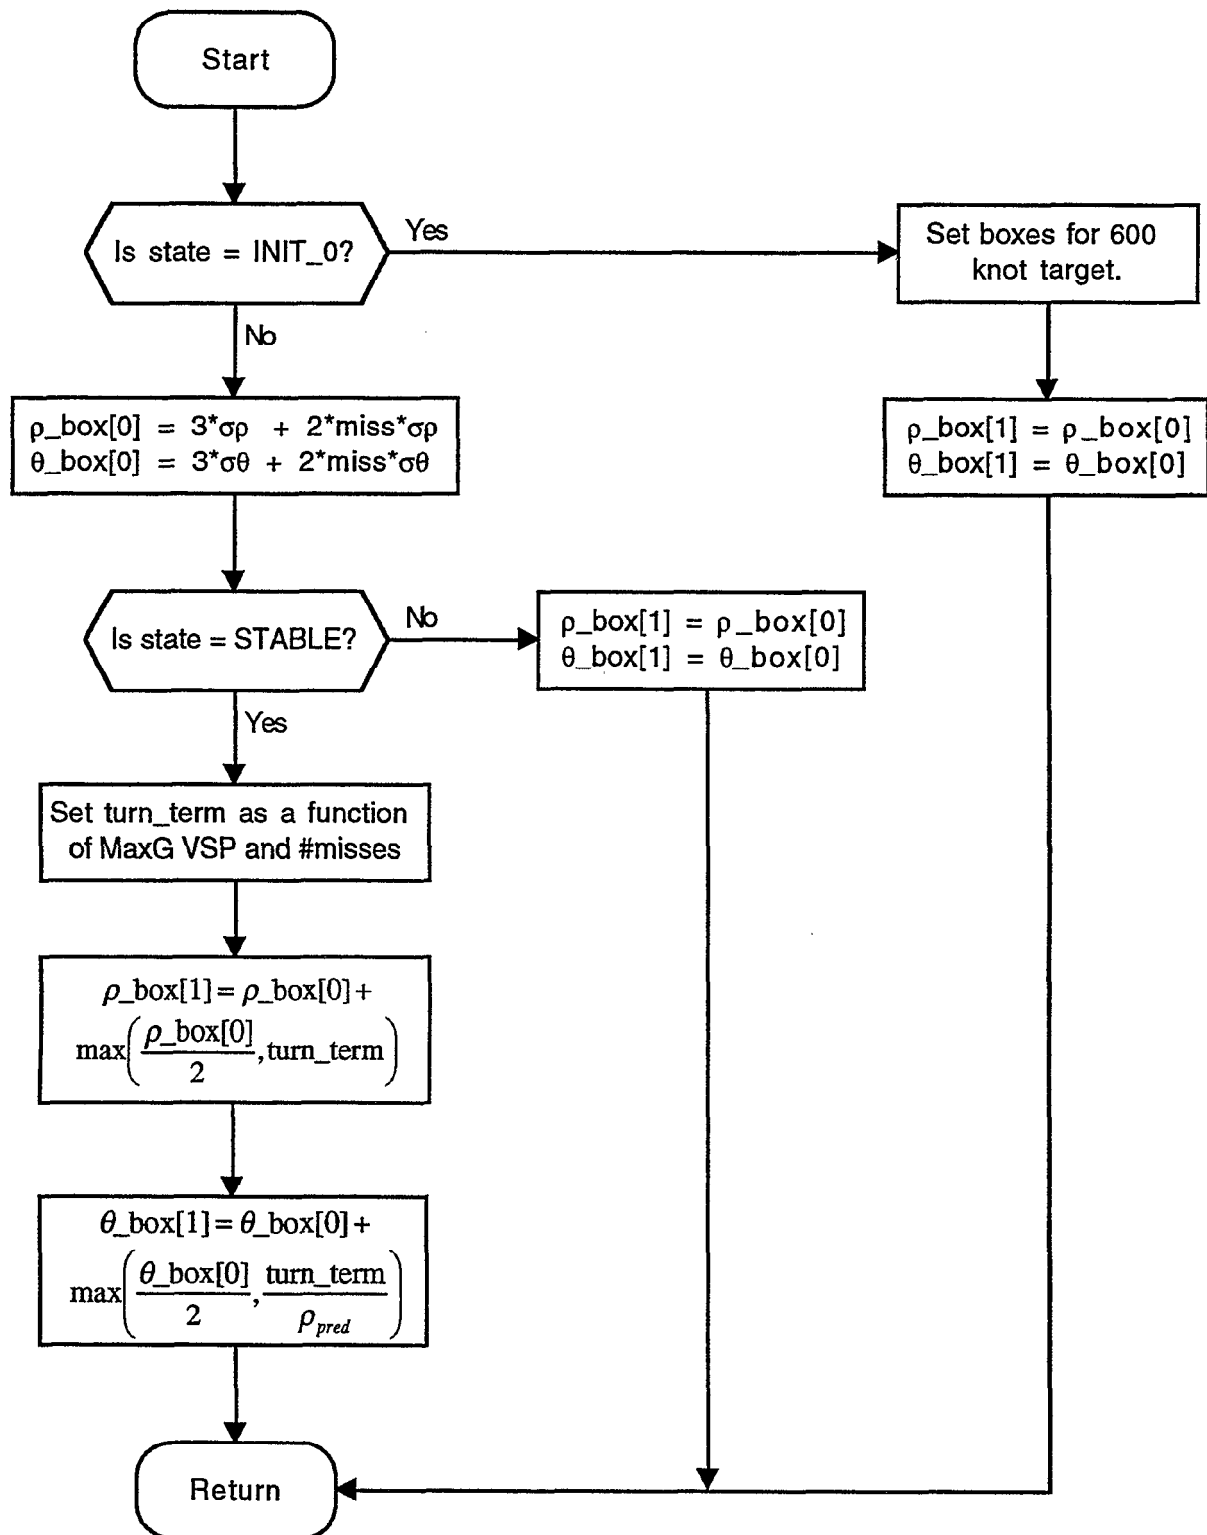 Start
Is state = INIT_0?
Yes
Set boxes for 600
knot target.
No
ρ_box[0] = 3*σρ + 2*miss*σρ
θ_box[0] = 3*σθ + 2*miss*σθ
ρ_box[1] = ρ_box[0]
θ_box[1] = θ_box[0]
Is state = STABLE?
No
ρ_box[1] = ρ_box[0]
θ_box[1] = θ_box[0]
Yes
Set turn_term as a function
of MaxG VSP and #misses
ρ_box[1] = ρ_box[0] +
max(ρ_box[0]/2, turn_term)
θ_box[1] = θ_box[0] +
max(θ_box[0]/2, turn_term/ρpred)
Return